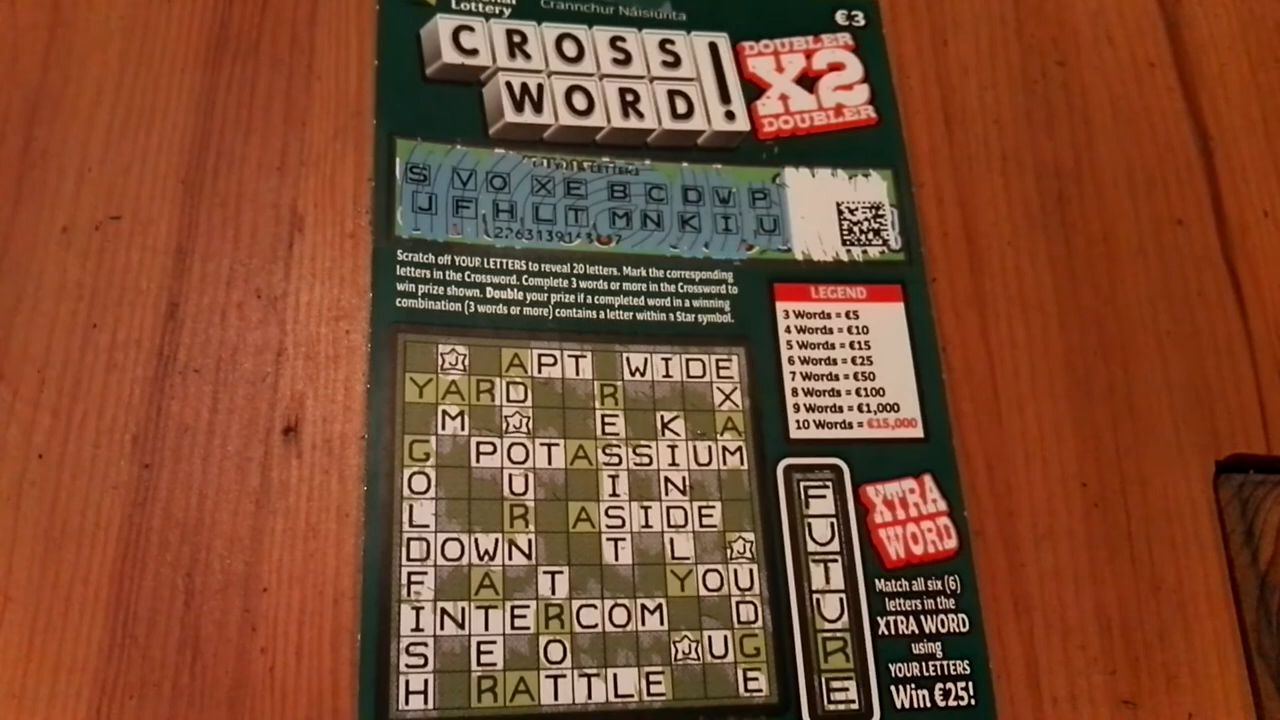 Lottery
Crannchur Náisiúnta
€3
CROSS
WORD!
DOUBLER
X2
DOUBLER
S V O X E B C D W P
J F H L T M N K I U
Scratch off YOUR LETTERS to reveal 20 letters. Mark the corresponding
letters in the Crossword. Complete 3 words or more in the Crossword to
win prize shown. Double your prize if a completed word in a winning
combination (3 words or more) contains a letter within a Star symbol.
LEGEND
3 Words = €5
4 Words = €10
5 Words = €15
6 Words = €25
7 Words = €50
8 Words = €100
9 Words = €1,000
10 Words = €15,000
J APT WIDE
YARD R X
M J E K A
G POTASSIUM
O U I N
L R ASIDE
DOWN T L J
F A T YOU
INTERCOM D
S E O JUG
H RATTLE E
FUTURE
XTRA
WORD
Match all six (6)
letters in the
XTRA WORD
using
YOUR LETTERS
Win €25!